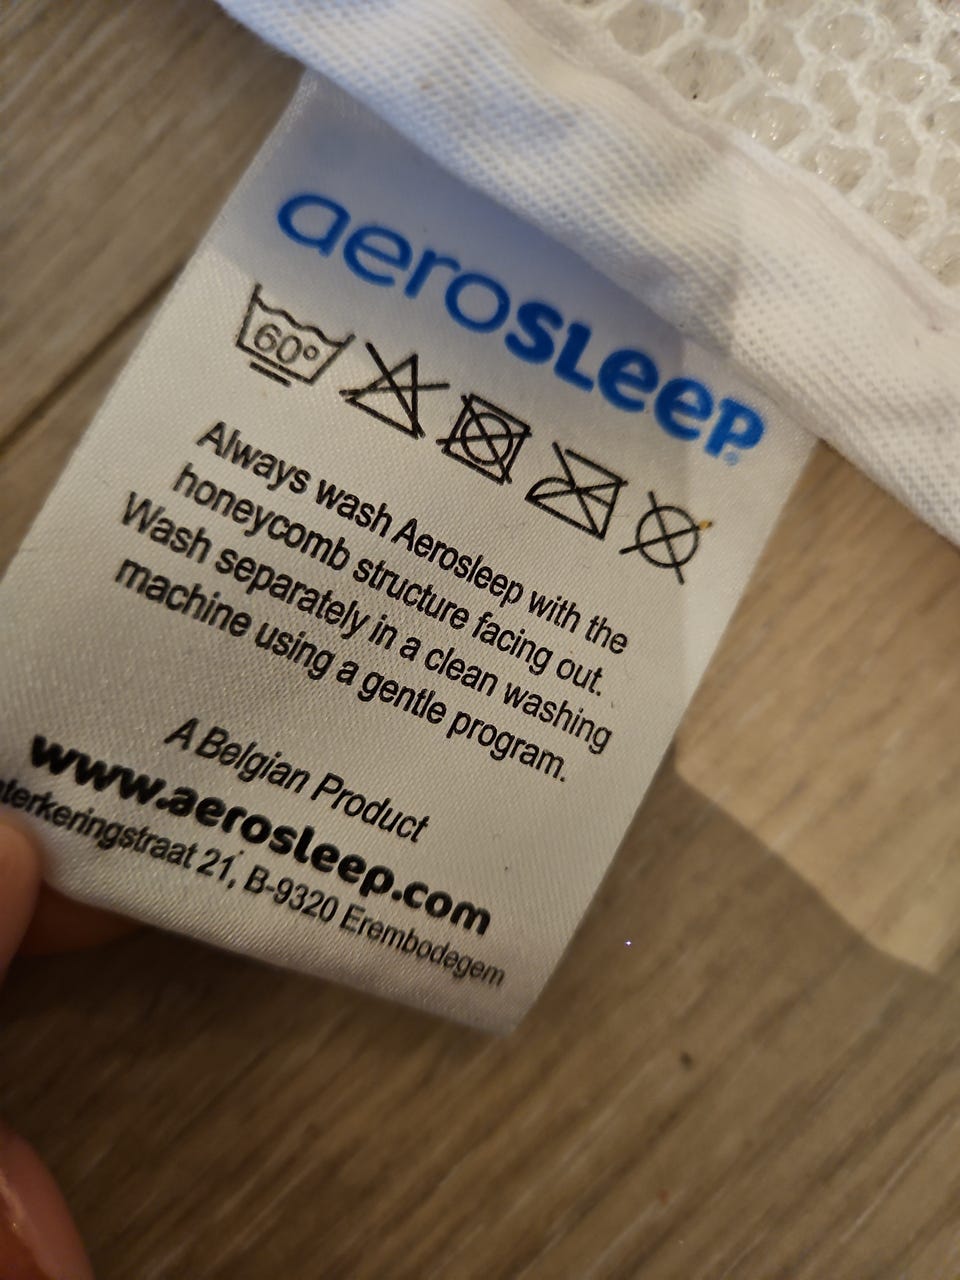 aerosleep®
60°
Always wash Aerosleep with the
honeycomb structure facing out.
Wash separately in a clean washing
machine using a gentle program.
A Belgian Product
www.aerosleep.com
21, B-9320 Erembodegem